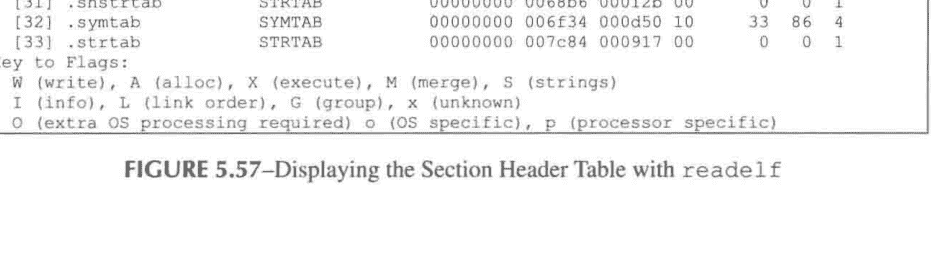 [31] .shstrtab STRTAB 00000000 0068b6 00012b 00 0 0 1
[32] .symtab SYMTAB 00000000 006f34 000d50 10 33 86 4
[33] .strtab STRTAB 00000000 007c84 000917 00 0 0 1
ey to Flags:
W (write), A (alloc), X (execute), M (merge), S (strings)
I (info), L (link order), G (group), x (unknown)
O (extra OS processing required) o (OS specific), p (processor specific)
FIGURE 5.57–Displaying the Section Header Table with readelf